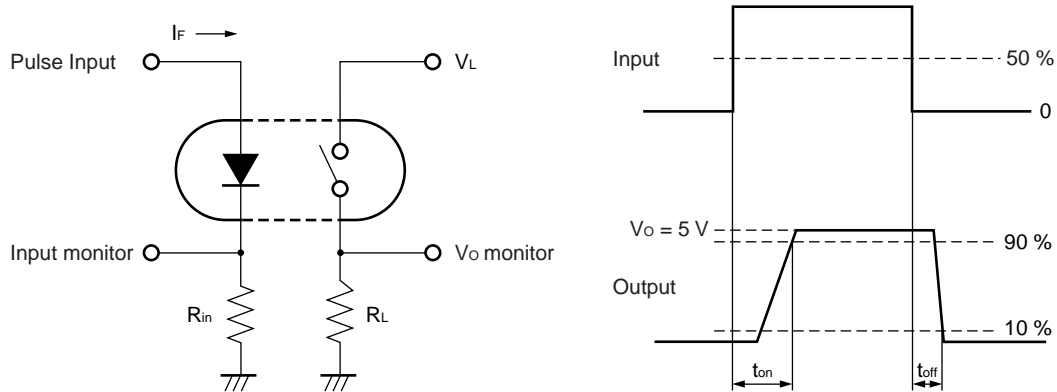 IF
Pulse Input
VL
Input monitor
VO monitor
Rin
RL
Input
50 %
0
VO = 5 V
90 %
Output
10 %
ton
toff